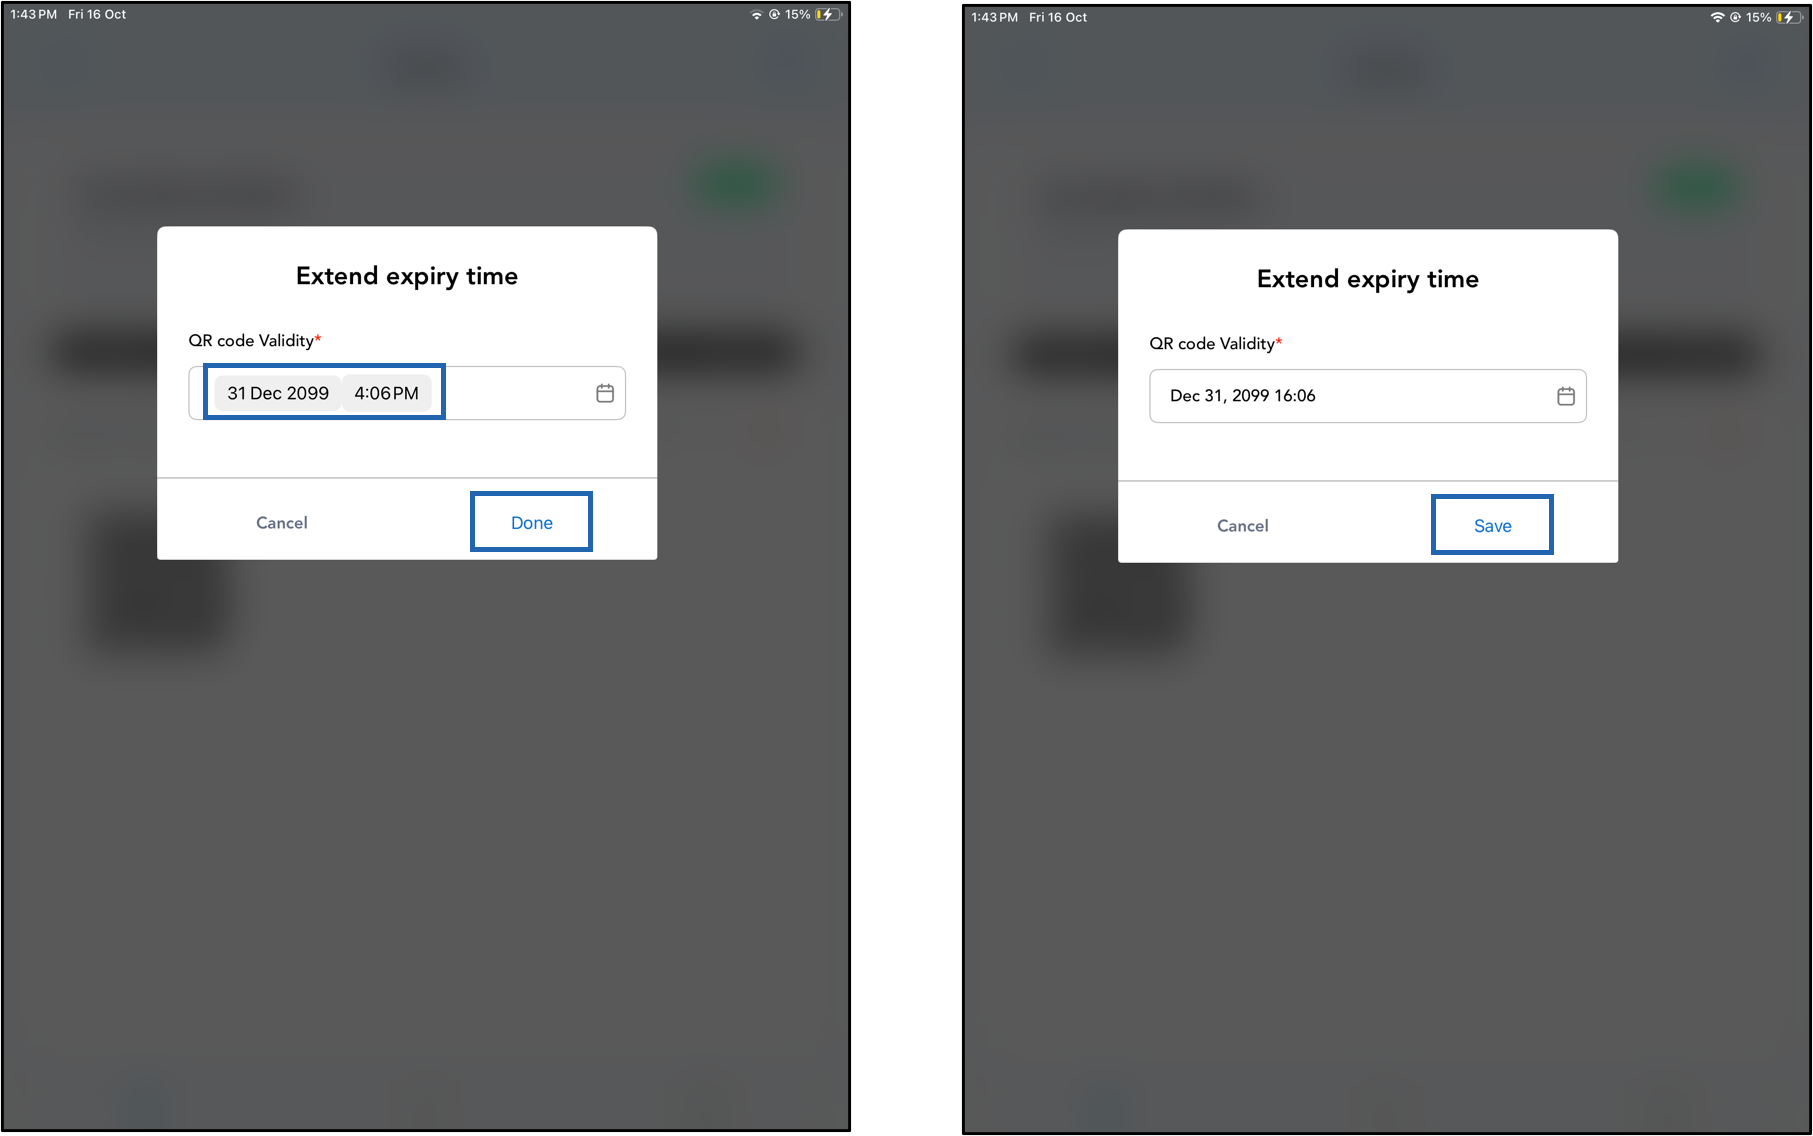 1:43 PM Fri 16 Oct 15%
Extend expiry time
QR code Validity*
31 Dec 2099 4:06 PM
Cancel Done
1:43 PM Fri 16 Oct 15%
Extend expiry time
QR code Validity*
Dec 31, 2099 16:06
Cancel Save